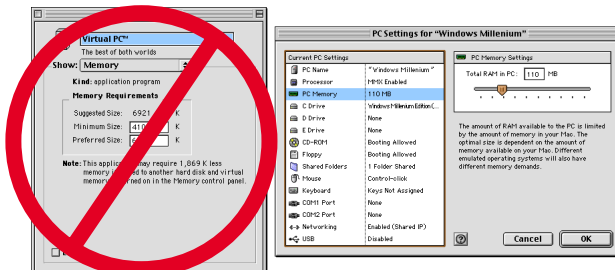 Virtual PC™
The best of both worlds
Show: Memory
Kind: application program
Memory Requirements
Suggested Size: 6921 K
Minimum Size: 410 K
Preferred Size: K
Note: This application may require 1,869 K less
memory if moved to another hard disk and virtual
memory is turned on in the Memory control panel.
PC Settings for “Windows Millenium”
Current PC Settings
PC Name "Windows Millenium"
Processor MMX Enabled
PC Memory 110 MB
C Drive Windows Millenium Edition (...
D Drive None
E Drive None
CD-ROM Booting Allowed
Floppy Booting Allowed
Shared Folders 1 Folder Shared
Mouse Control-click
Keyboard Keys Not Assigned
COM1 Port None
COM2 Port None
Networking Enabled (Shared IP)
USB Disabled
PC Memory Settings
Total RAM in PC: 110 MB
The amount of RAM available to the PC is limited
by the amount of memory in your Mac. The
optimal size is dependent on the amount of
memory available on your Mac. Different
emulated operating systems will also have
different memory demands.
Cancel OK